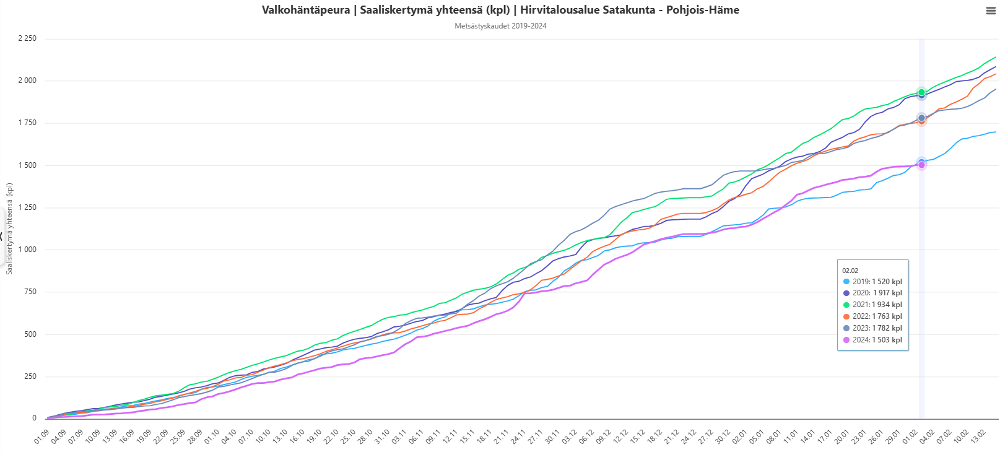 Valkohäntäpeura | Saaliskertymä yhteensä (kpl) | Hirvitalousalue Satakunta - Pohjois-Häme
Metsästyskaudet 2019-2024
Saaliskertymä yhteensä (kpl)
2 250
2 000
1 750
1 500
1 250
1 000
750
500
250
0
02.02
2019: 1 520 kpl
2020: 1 917 kpl
2021: 1 934 kpl
2022: 1 763 kpl
2023: 1 782 kpl
2024: 1 503 kpl
01.09 04.09 07.09 10.09 13.09 16.09 19.09 22.09 25.09 28.09 01.10 04.10 07.10 10.10 13.10 16.10 19.10 22.10 25.10 28.10 31.10 03.11 06.11 09.11 12.11 15.11 18.11 21.11 24.11 27.11 30.11 03.12 06.12 09.12 12.12 15.12 18.12 21.12 24.12 27.12 30.12 02.01 05.01 08.01 11.01 14.01 17.01 20.01 23.01 26.01 29.01 01.02 04.02 07.02 10.02 13.02